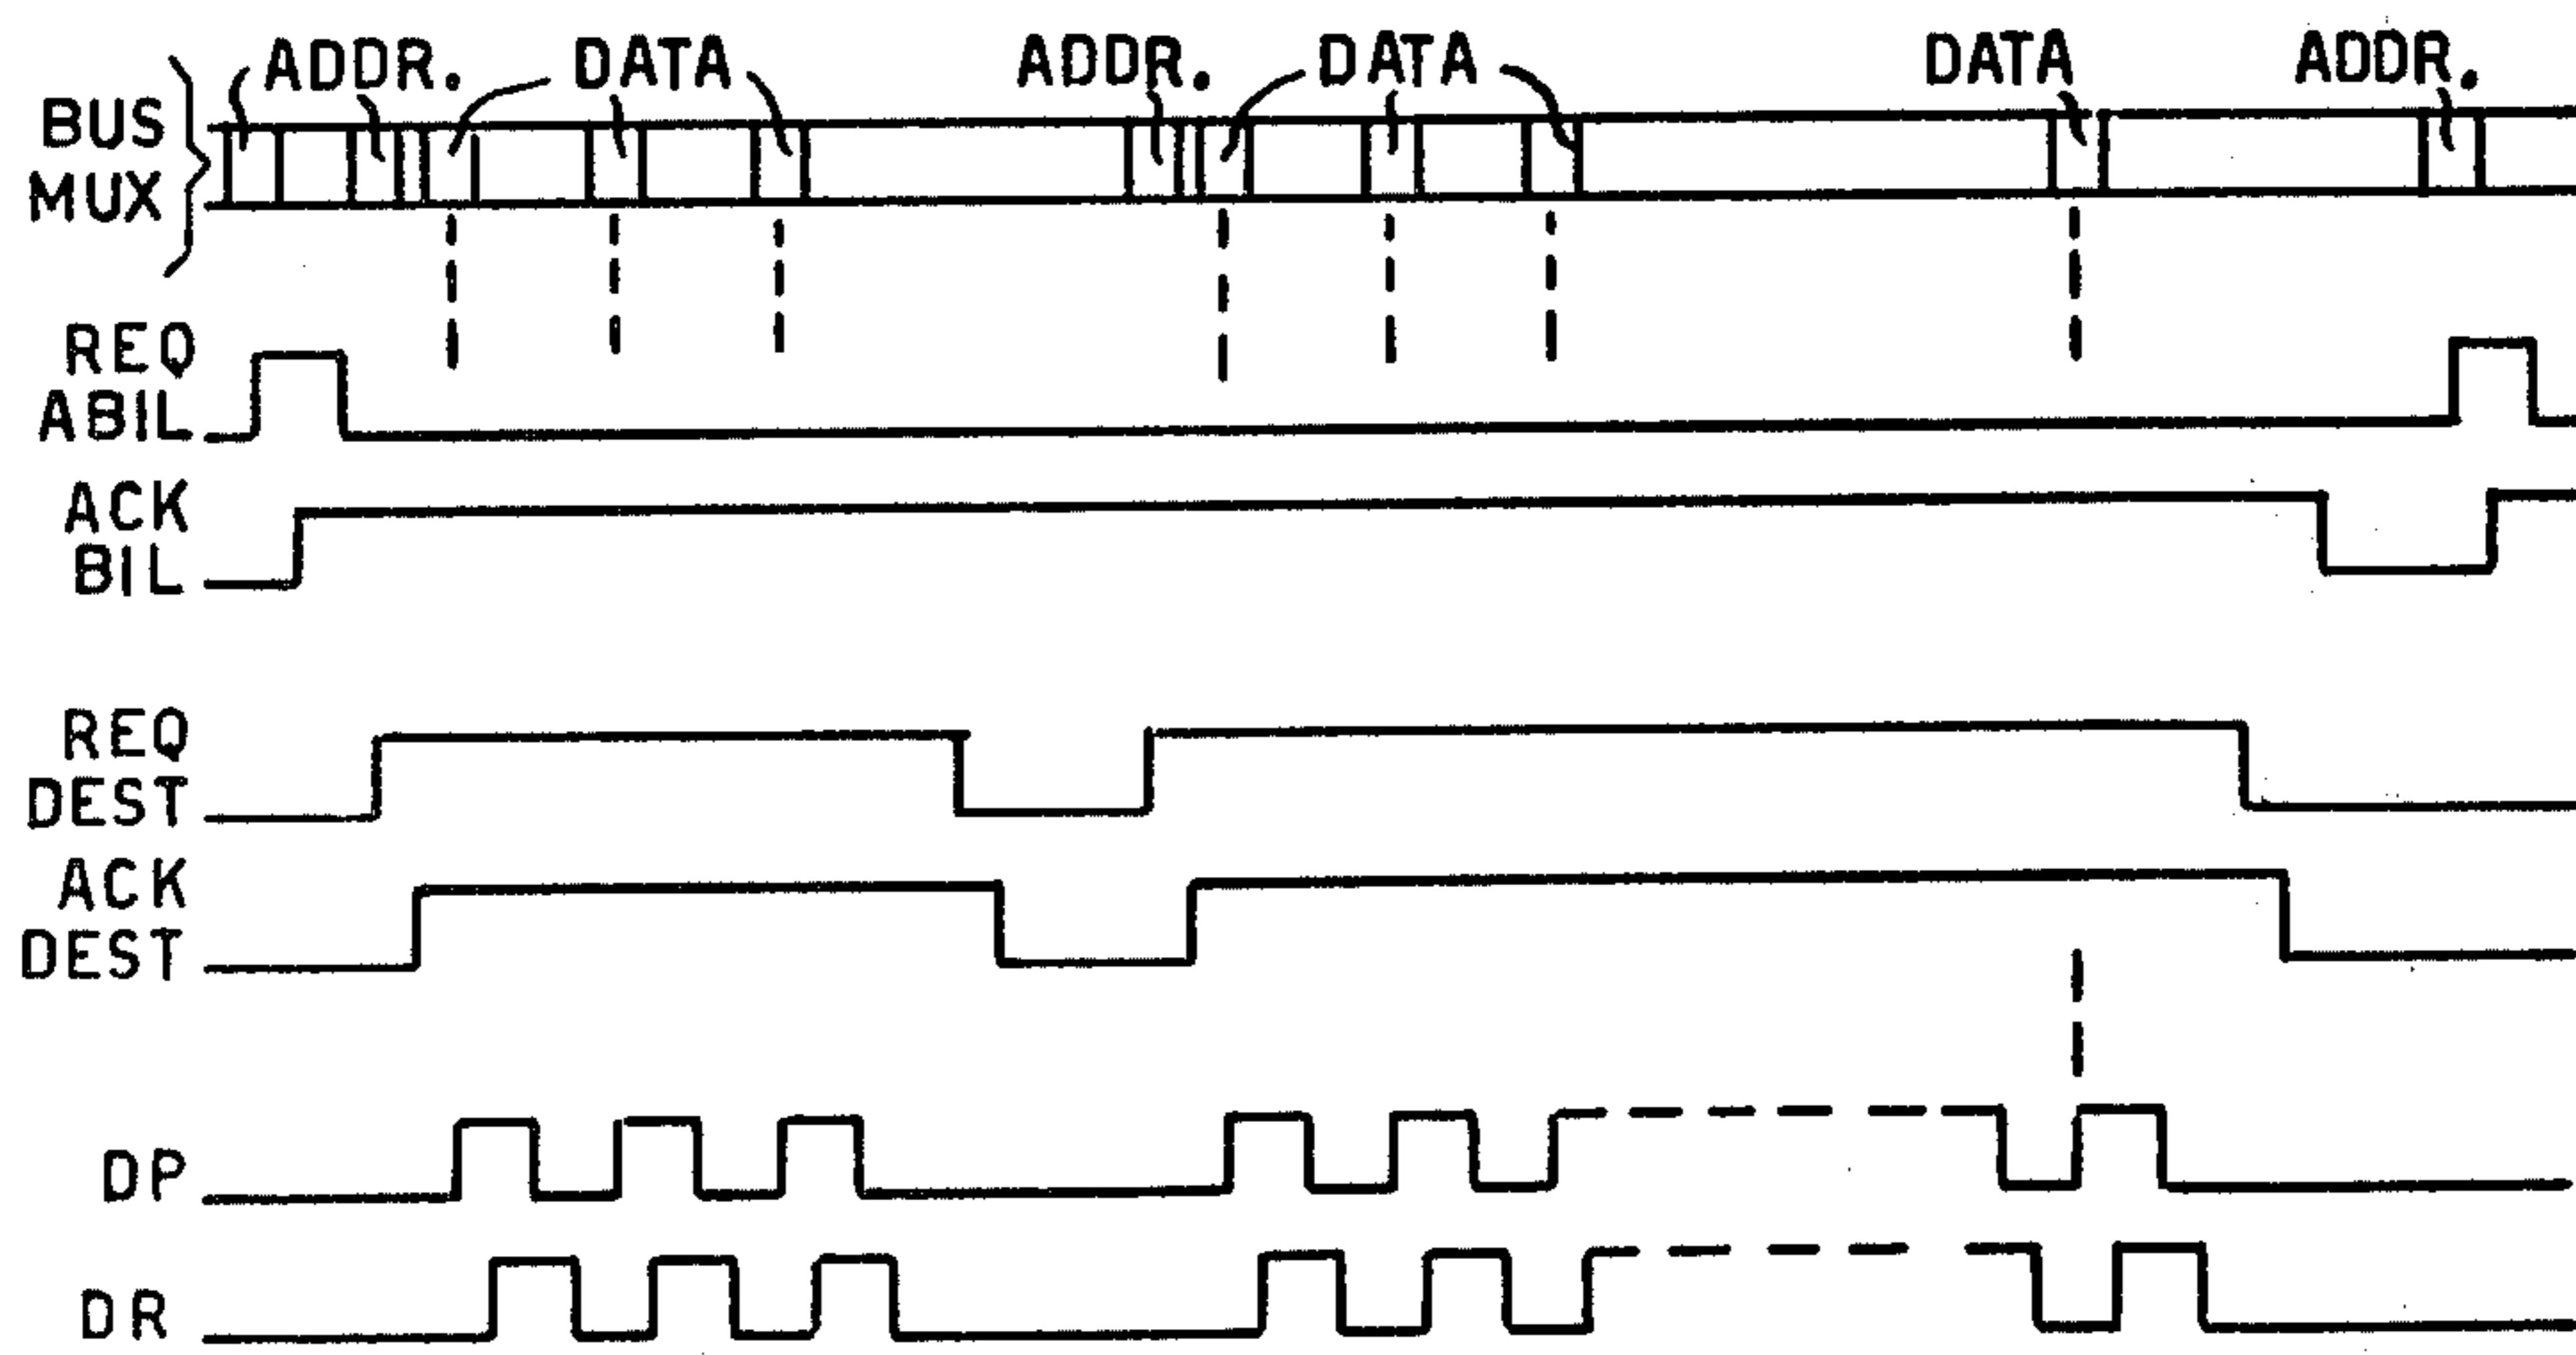 ADDR. DATA ADDR. DATA DATA ADDR.
BUS
MUX
REQ
ABIL
ACK
BIL
REQ
DEST
ACK
DEST
DP
DR